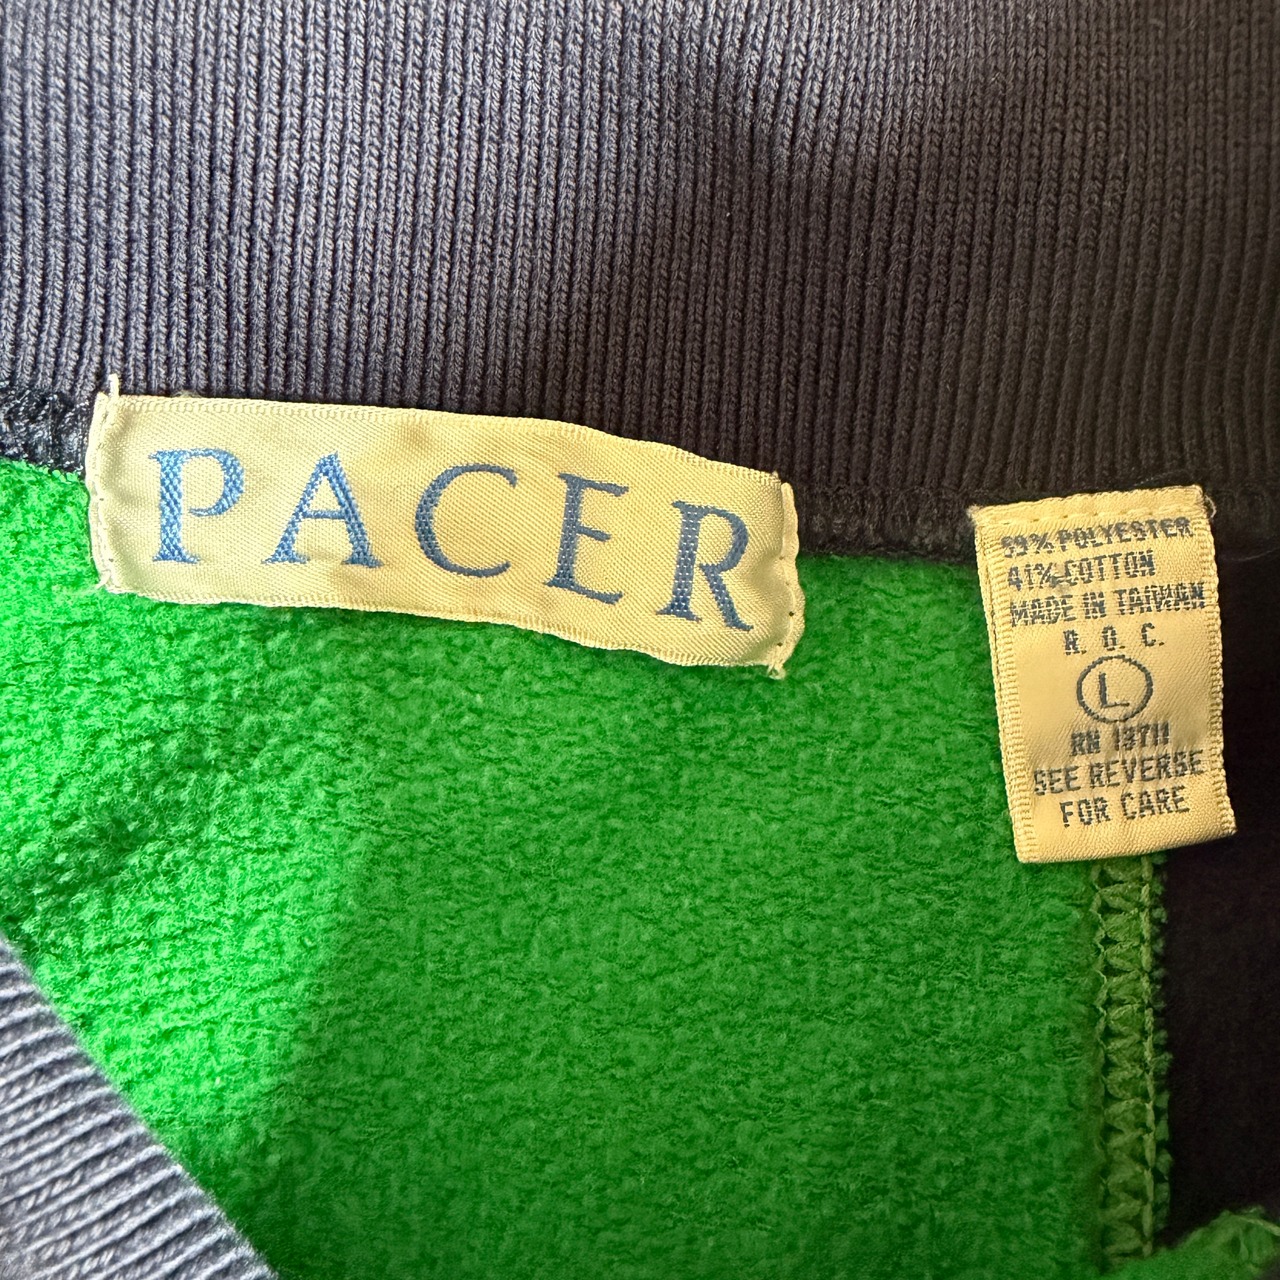 PACER
59% POLYESTER
41% COTTON
MADE IN TAIWAN
R. O. C.
L
RN 13711
SEE REVERSE
FOR CARE